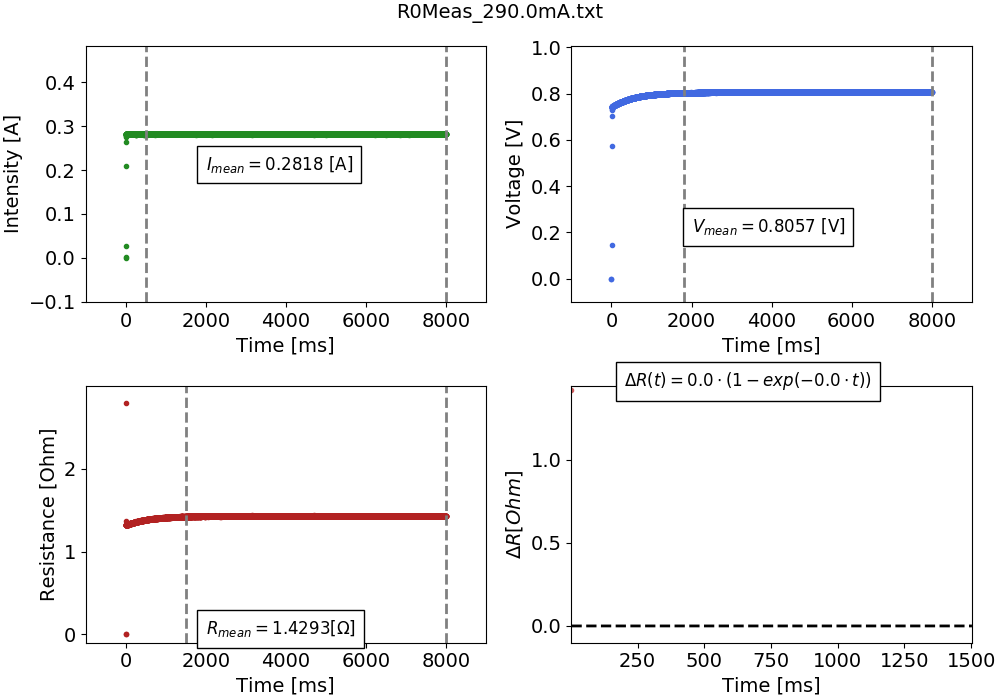 R0Meas_290.0mA.txt
Intensity [A]
0.4
0.3
0.2
0.1
0.0
−0.1
I_mean = 0.2818 [A]
0 2000 4000 6000 8000
Time [ms]
Voltage [V]
1.0
0.8
0.6
0.4
0.2
0.0
V_mean = 0.8057 [V]
0 2000 4000 6000 8000
Time [ms]
Resistance [Ohm]
2
1
0
R_mean = 1.4293[Ω]
0 2000 4000 6000 8000
Time [ms]
ΔR(t) = 0.0 · (1 − exp(−0.0 · t))
ΔR[Ohm]
1.0
0.5
0.0
250 500 750 1000 1250 1500
Time [ms]